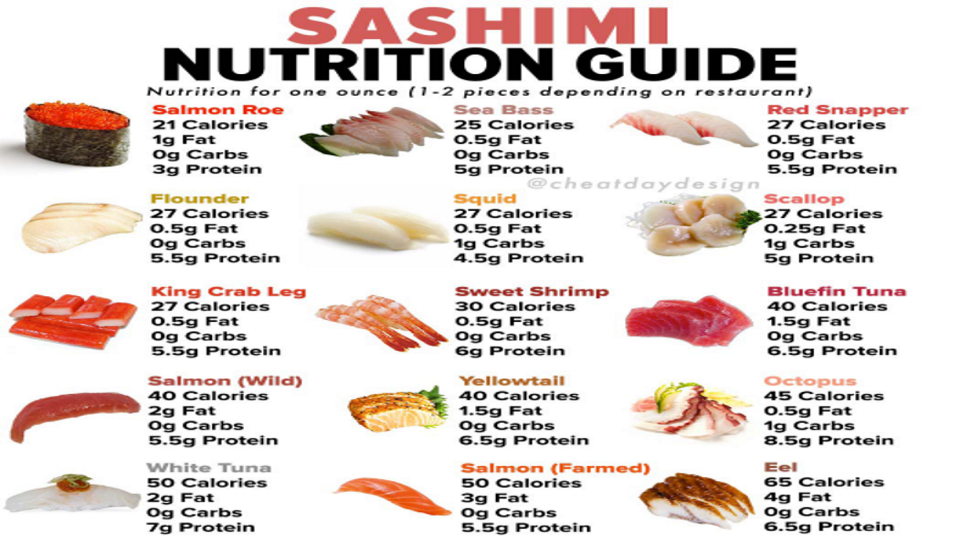 SASHIMI
NUTRITION GUIDE
Nutrition for one ounce (1-2 pieces depending on restaurant)
Salmon Roe
21 Calories
1g Fat
0g Carbs
3g Protein
Sea Bass
25 Calories
0.5g Fat
0g Carbs
5g Protein
Red Snapper
27 Calories
0.5g Fat
0g Carbs
5.5g Protein
@cheatdaydesign
Flounder
27 Calories
0.5g Fat
0g Carbs
5.5g Protein
Squid
27 Calories
0.5g Fat
1g Carbs
4.5g Protein
Scallop
27 Calories
0.25g Fat
1g Carbs
5g Protein
King Crab Leg
27 Calories
0.5g Fat
0g Carbs
5.5g Protein
Sweet Shrimp
30 Calories
0.5g Fat
0g Carbs
6g Protein
Bluefin Tuna
40 Calories
1.5g Fat
0g Carbs
6.5g Protein
Salmon (Wild)
40 Calories
2g Fat
0g Carbs
5.5g Protein
Yellowtail
40 Calories
1.5g Fat
0g Carbs
6.5g Protein
Octopus
45 Calories
0.5g Fat
1g Carbs
8.5g Protein
White Tuna
50 Calories
2g Fat
0g Carbs
7g Protein
Salmon (Farmed)
50 Calories
3g Fat
0g Carbs
5.5g Protein
Eel
65 Calories
4g Fat
0g Carbs
6.5g Protein